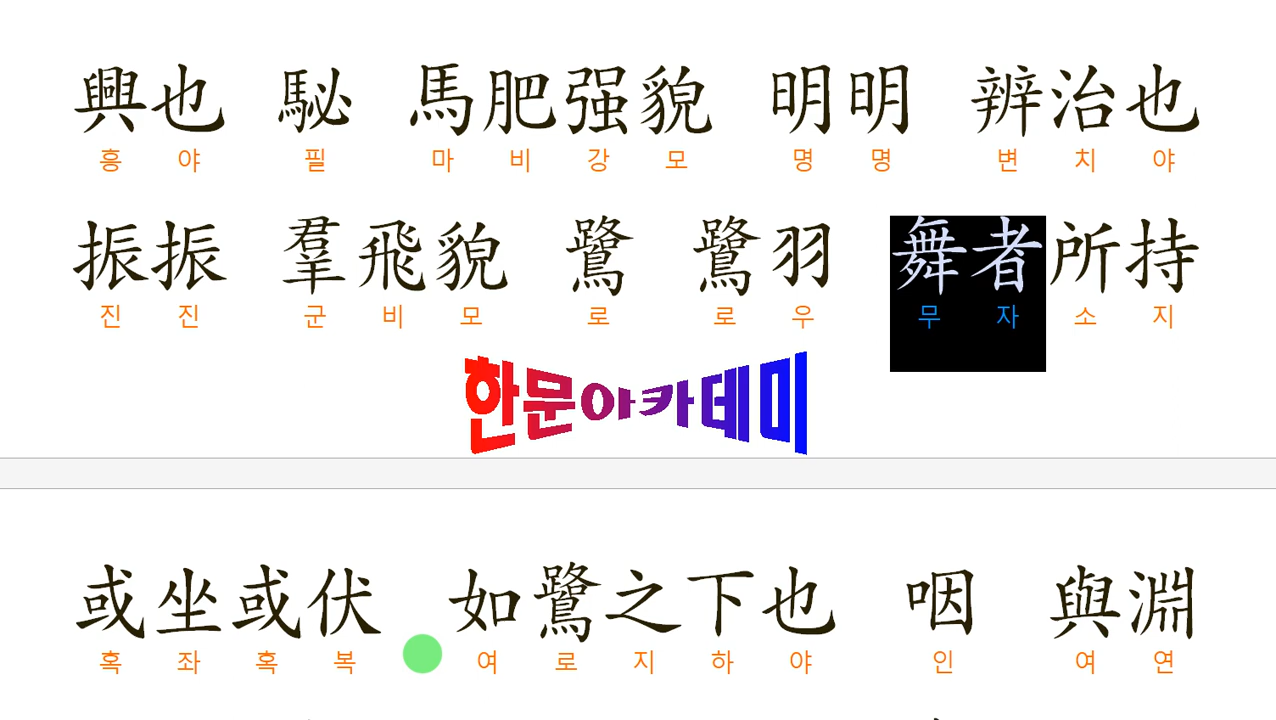 興也 駜 馬肥强貌 明明 辨治也
흥 야 필 마 비 강 모 명 명 변 치 야
振振 羣飛貌 鷺 鷺羽 舞者所持
진 진 군 비 모 로 로 우 무 자 소 지
한문아카데미
或坐或伏 如鷺之下也 咽 與淵
혹 좌 혹 복 여 로 지 하 야 인 여 연